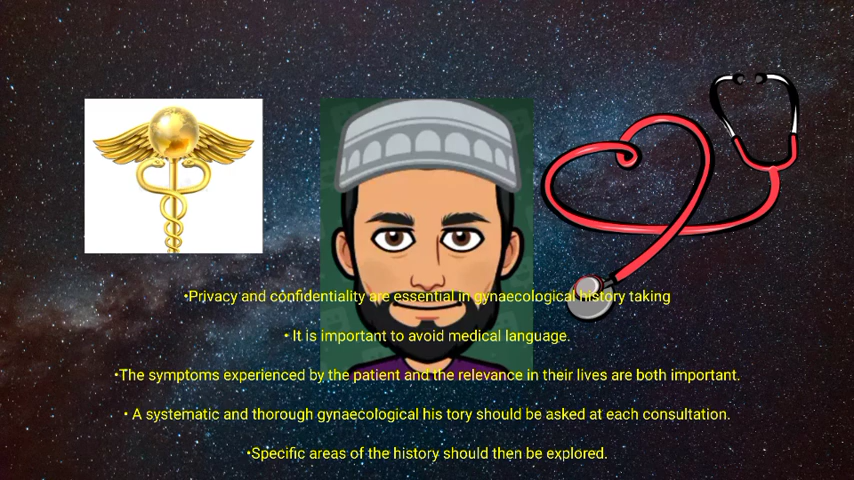 •Privacy and confidentiality are essential in gynaecological history taking
• It is important to avoid medical language.
•The symptoms experienced by the patient and the relevance in their lives are both important.
• A systematic and thorough gynaecological his tory should be asked at each consultation.
•Specific areas of the history should then be explored.